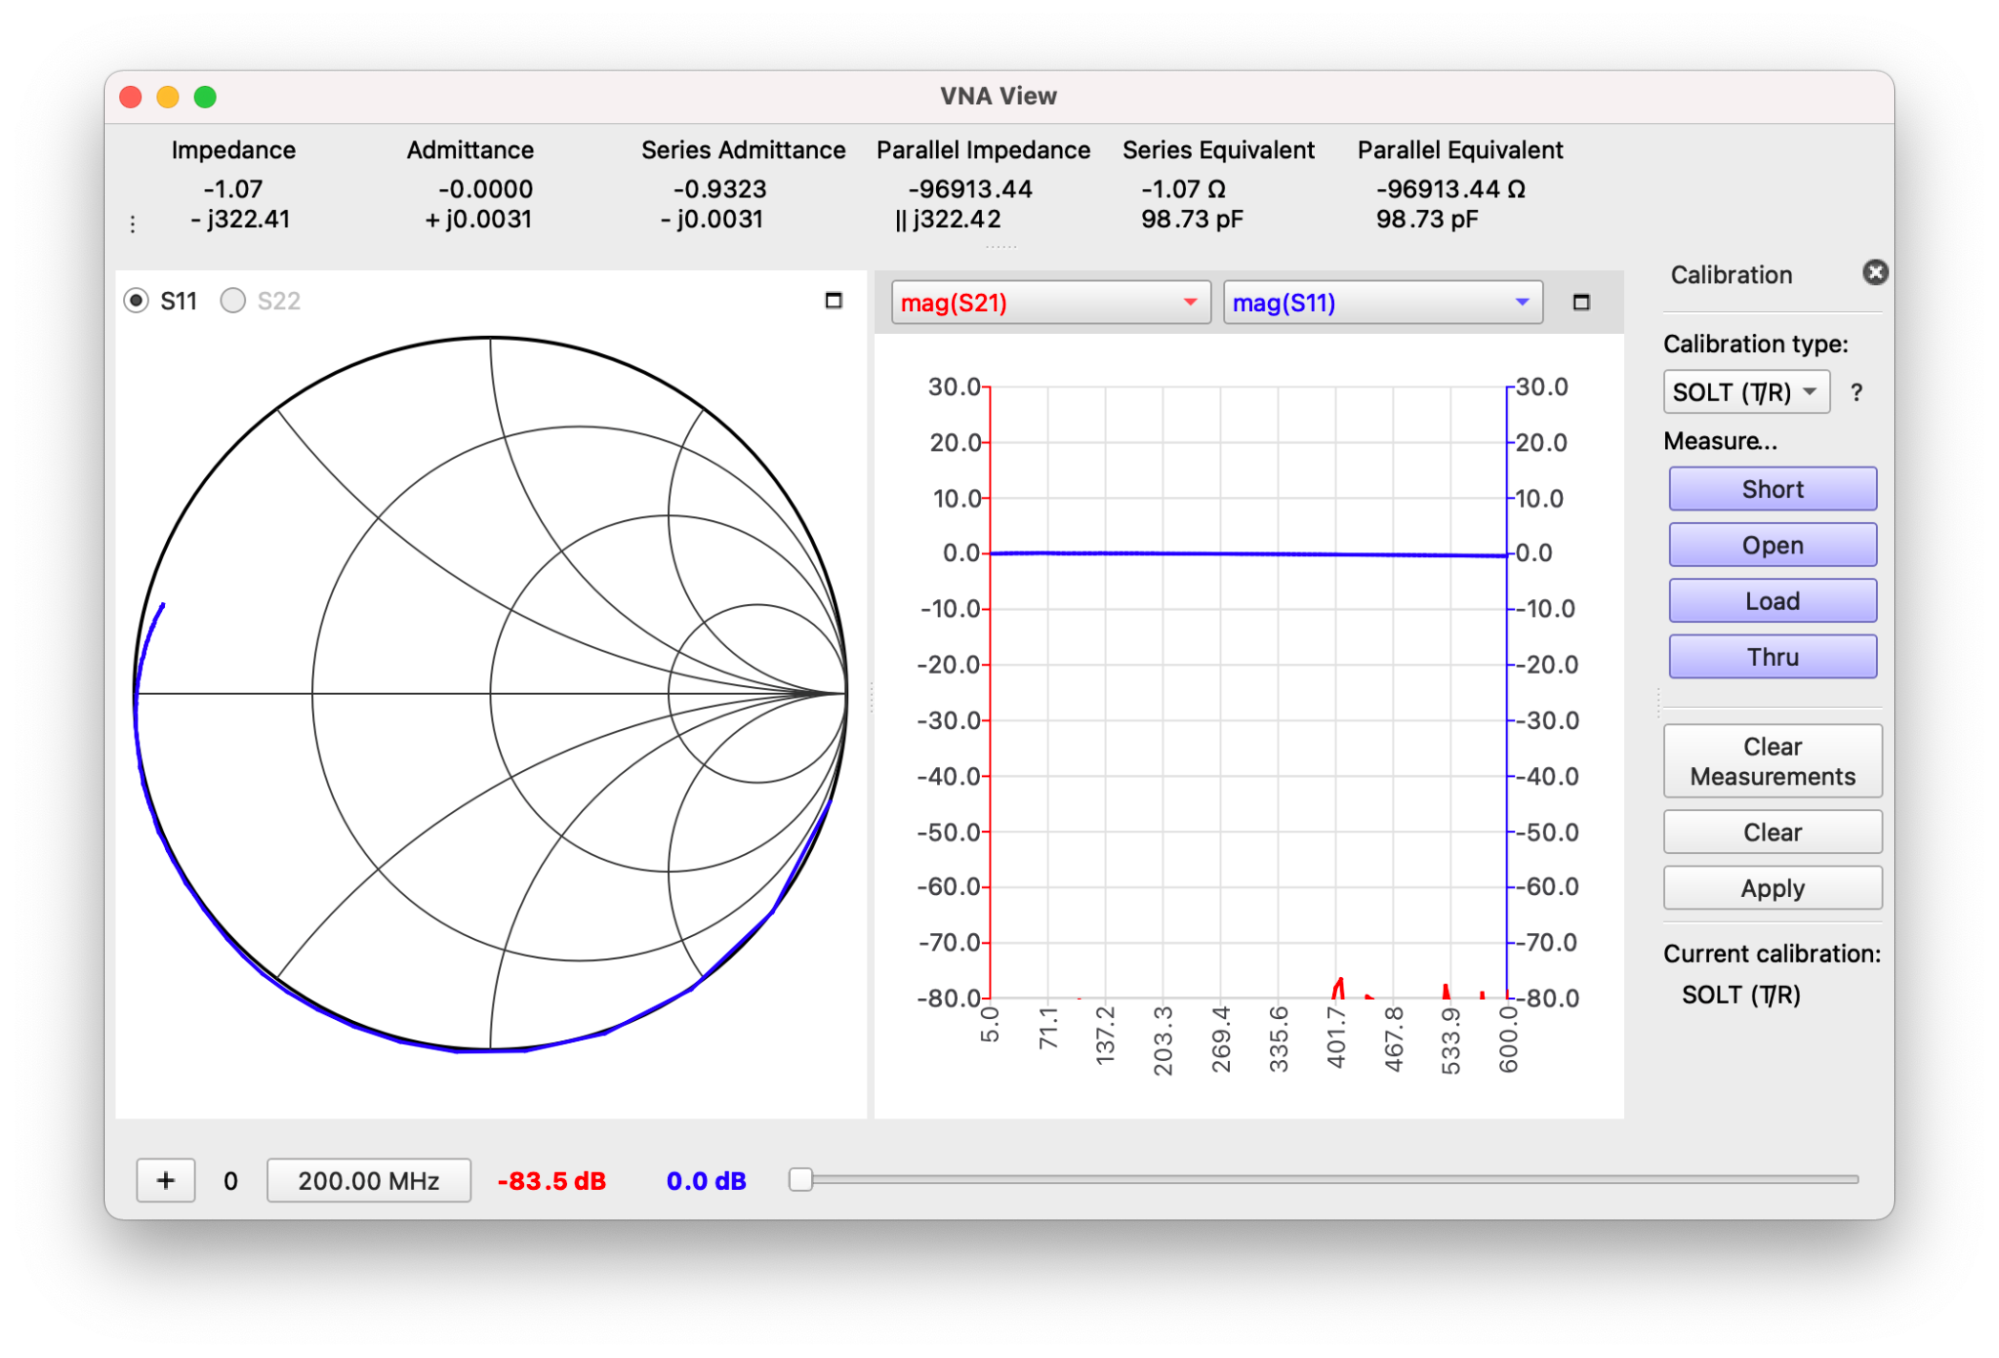 VNA View
Impedance Admittance Series Admittance Parallel Impedance Series Equivalent Parallel Equivalent
-1.07 -0.0000 -0.9323 -96913.44 -1.07 Ω -96913.44 Ω
- j322.41 + j0.0031 - j0.0031 || j322.42 98.73 pF 98.73 pF
S11 S22
mag(S21) mag(S11)
30.0 30.0
20.0 20.0
10.0 10.0
0.0 0.0
-10.0 -10.0
-20.0 -20.0
-30.0 -30.0
-40.0 -40.0
-50.0 -50.0
-60.0 -60.0
-70.0 -70.0
-80.0 -80.0
5.0 71.1 137.2 203.3 269.4 335.6 401.7 467.8 533.9 600.0
Calibration
Calibration type:
SOLT (T/R) ?
Measure...
Short
Open
Load
Thru
Clear
Measurements
Clear
Apply
Current calibration:
SOLT (T/R)
+ 0 200.00 MHz -83.5 dB 0.0 dB